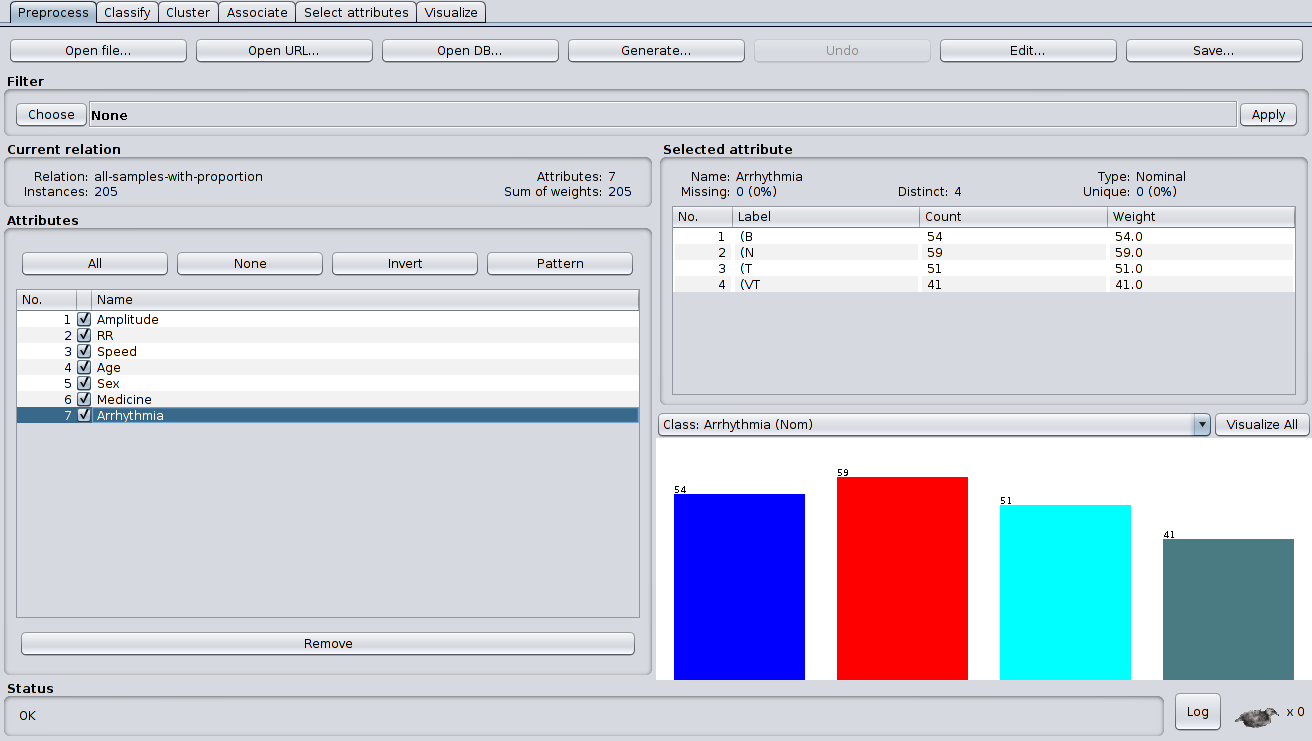 Preprocess Classify Cluster Associate Select attributes Visualize
Open file... Open URL... Open DB... Generate... Undo Edit... Save...
Filter
Choose None Apply
Current relation
Relation: all-samples-with-proportion Attributes: 7
Instances: 205 Sum of weights: 205
Attributes
All None Invert Pattern
No. Name
1 Amplitude
2 RR
3 Speed
4 Age
5 Sex
6 Medicine
7 Arrhythmia
Remove
Selected attribute
Name: Arrhythmia Type: Nominal
Missing: 0 (0%) Distinct: 4 Unique: 0 (0%)
No. Label Count Weight
1 (B 54 54.0
2 (N 59 59.0
3 (T 51 51.0
4 (VT 41 41.0
Class: Arrhythmia (Nom) Visualize All
54 59 51 41
Status
OK Log x 0